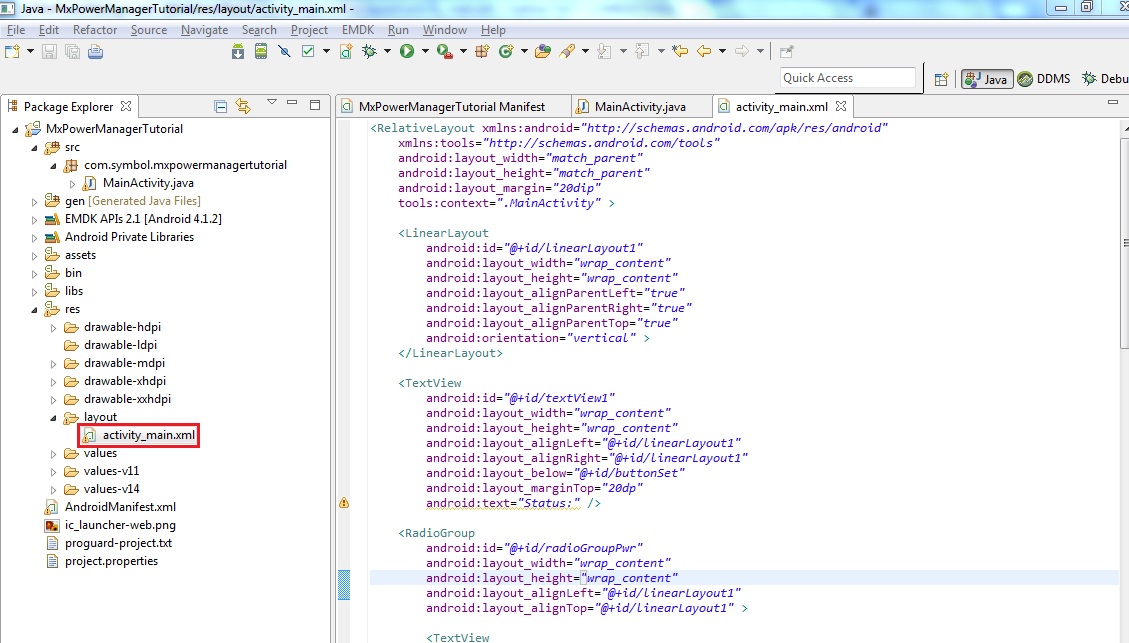 Java - MxPowerManagerTutorial/res/layout/activity_main.xml -
File Edit Refactor Source Navigate Search Project EMDK Run Window Help
Quick Access
Java
DDMS
Debu
Package Explorer
MxPowerManagerTutorial
src
com.symbol.mxpowermanagertutorial
MainActivity.java
gen [Generated Java Files]
EMDK APIs 2.1 [Android 4.1.2]
Android Private Libraries
assets
bin
libs
res
drawable-hdpi
drawable-ldpi
drawable-mdpi
drawable-xhdpi
drawable-xxhdpi
layout
activity_main.xml
values
values-v11
values-v14
AndroidManifest.xml
ic_launcher-web.png
proguard-project.txt
project.properties
MxPowerManagerTutorial Manifest
MainActivity.java
activity_main.xml
<RelativeLayout xmlns:android="http://schemas.android.com/apk/res/android"
xmlns:tools="http://schemas.android.com/tools"
android:layout_width="match_parent"
android:layout_height="match_parent"
android:layout_margin="20dip"
tools:context=".MainActivity" >
<LinearLayout
android:id="@+id/linearLayout1"
android:layout_width="wrap_content"
android:layout_height="wrap_content"
android:layout_alignParentLeft="true"
android:layout_alignParentRight="true"
android:layout_alignParentTop="true"
android:orientation="vertical" >
</LinearLayout>
<TextView
android:id="@+id/textView1"
android:layout_width="wrap_content"
android:layout_height="wrap_content"
android:layout_alignLeft="@+id/linearLayout1"
android:layout_alignRight="@+id/linearLayout1"
android:layout_below="@+id/buttonSet"
android:layout_marginTop="20dp"
android:text="Status:" />
<RadioGroup
android:id="@+id/radioGroupPwr"
android:layout_width="wrap_content"
android:layout_height="wrap_content"
android:layout_alignLeft="@+id/linearLayout1"
android:layout_alignTop="@+id/linearLayout1" >
<TextView